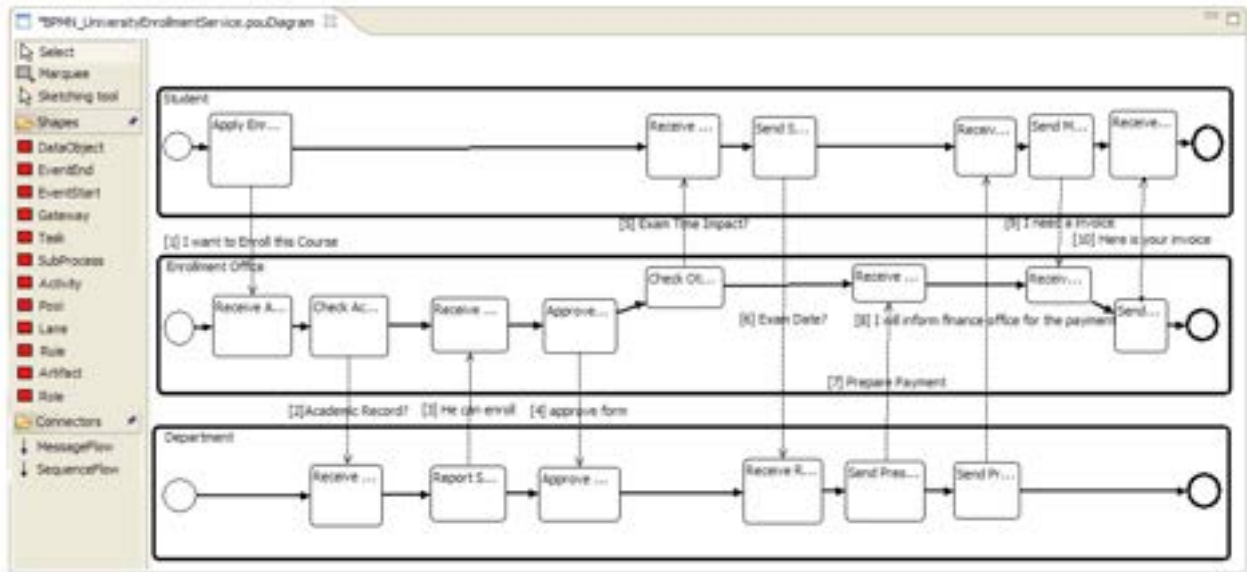 *BPMN_UniversityEnrollmentService.pouDiagram
Select
Marquee
Sketching tool
Shapes
DataObject
EventEnd
EventStart
Gateway
Task
SubProcess
Activity
Pool
Lane
Rule
Artifact
Role
Connectors
MessageFlow
SequenceFlow
Student
Apply Enr...
Receive ...
Send S...
Receiv...
Send M...
Receive...
[5] Exam Time Impact?
[9] I need a invoice
[1] I want to Enroll this Course
[10] Here is your invoice
Enrollment Office
Receive A...
Check Ac...
Receive ...
Approve...
Check Ot...
Receive ...
Receiv...
Send...
[6] Exam Date?
[8] I will inform finance office for the payment
[7] Prepare Payment
[2]Academic Record?
[3] He can enroll
[4] approve form
Department
Receive ...
Report S...
Approve ...
Receive R...
Send Pres...
Send Pr...